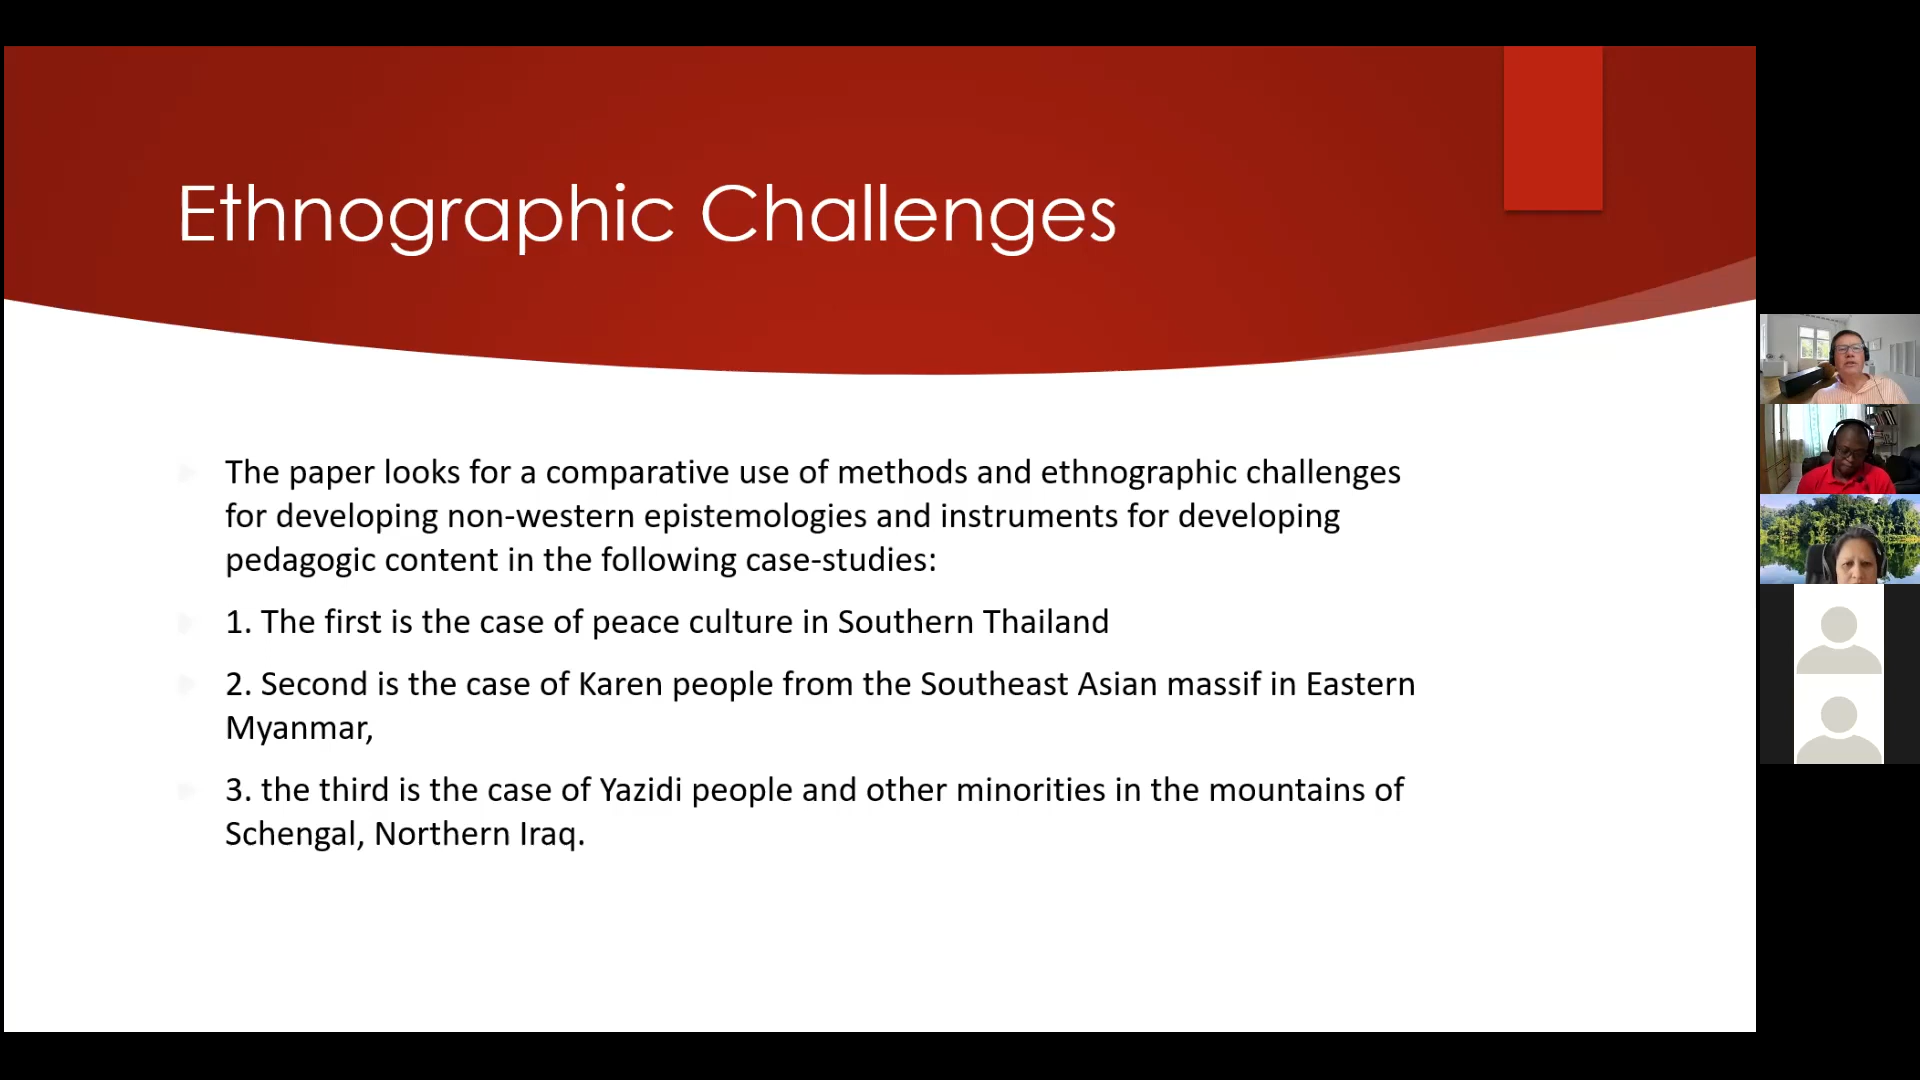 Ethnographic Challenges
The paper looks for a comparative use of methods and ethnographic challenges
for developing non-western epistemologies and instruments for developing
pedagogic content in the following case-studies:
1. The first is the case of peace culture in Southern Thailand
2. Second is the case of Karen people from the Southeast Asian massif in Eastern
Myanmar,
3. the third is the case of Yazidi people and other minorities in the mountains of
Schengal, Northern Iraq.